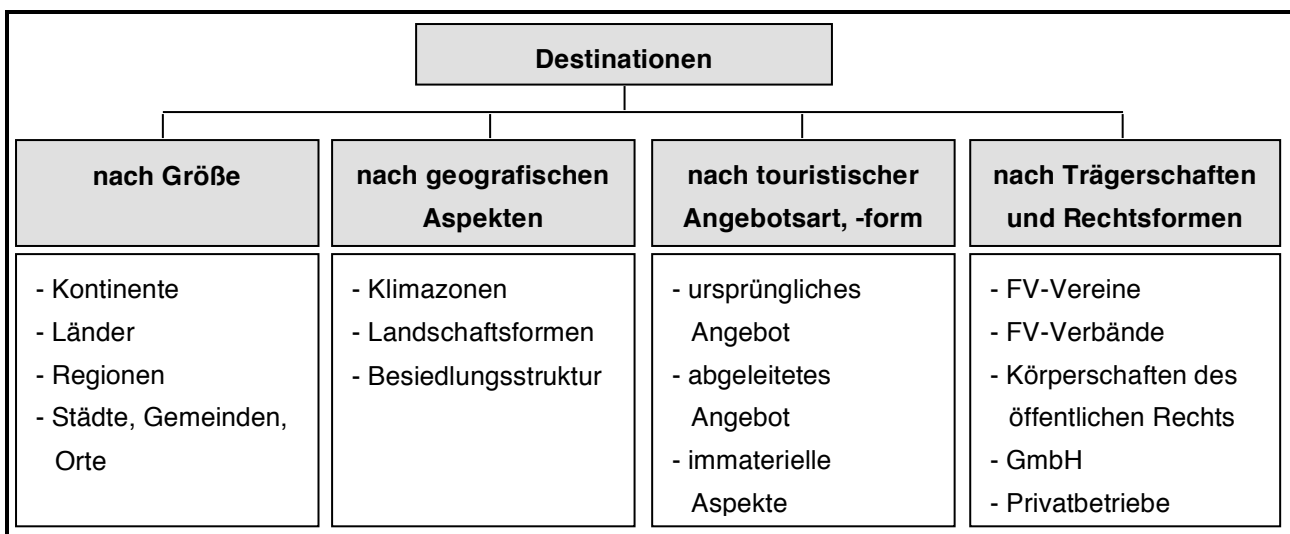 Destinationen
nach Größe
nach geografischen
Aspekten
nach touristischer
Angebotsart, -form
nach Trägerschaften
und Rechtsformen
- Kontinente
- Länder
- Regionen
- Städte, Gemeinden,
Orte
- Klimazonen
- Landschaftsformen
- Besiedlungsstruktur
- ursprüngliches
Angebot
- abgeleitetes
Angebot
- immaterielle
Aspekte
- FV-Vereine
- FV-Verbände
- Körperschaften des
öffentlichen Rechts
- GmbH
- Privatbetriebe